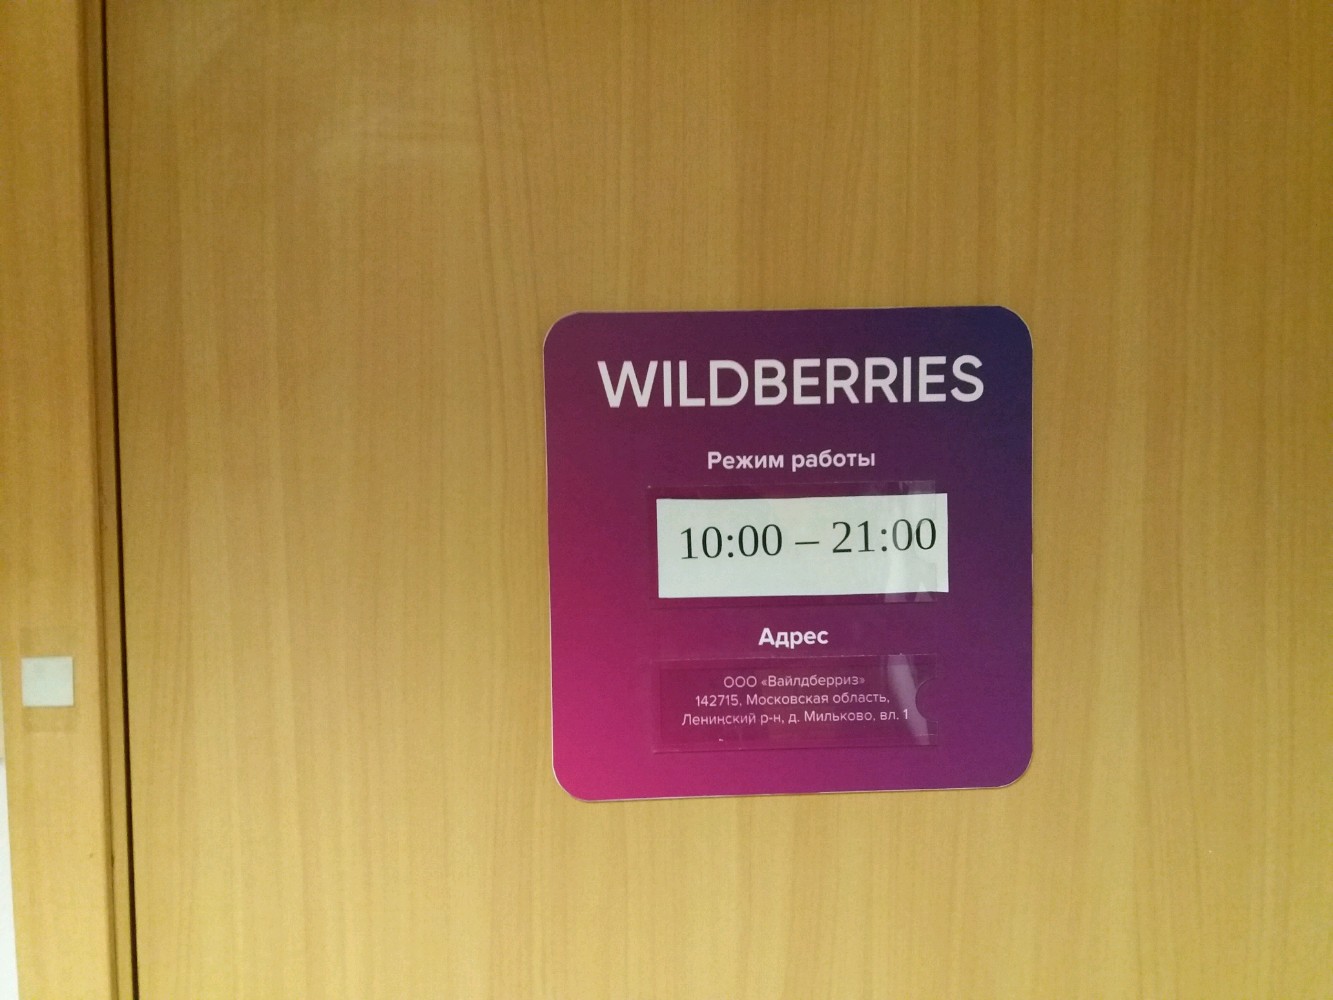 WILDBERRIES
Режим работы
10:00 – 21:00
Адрес
ООО «Вайлдберриз»
142715, Московская область,
Ленинский р-н, д. Мильково, вл. 1